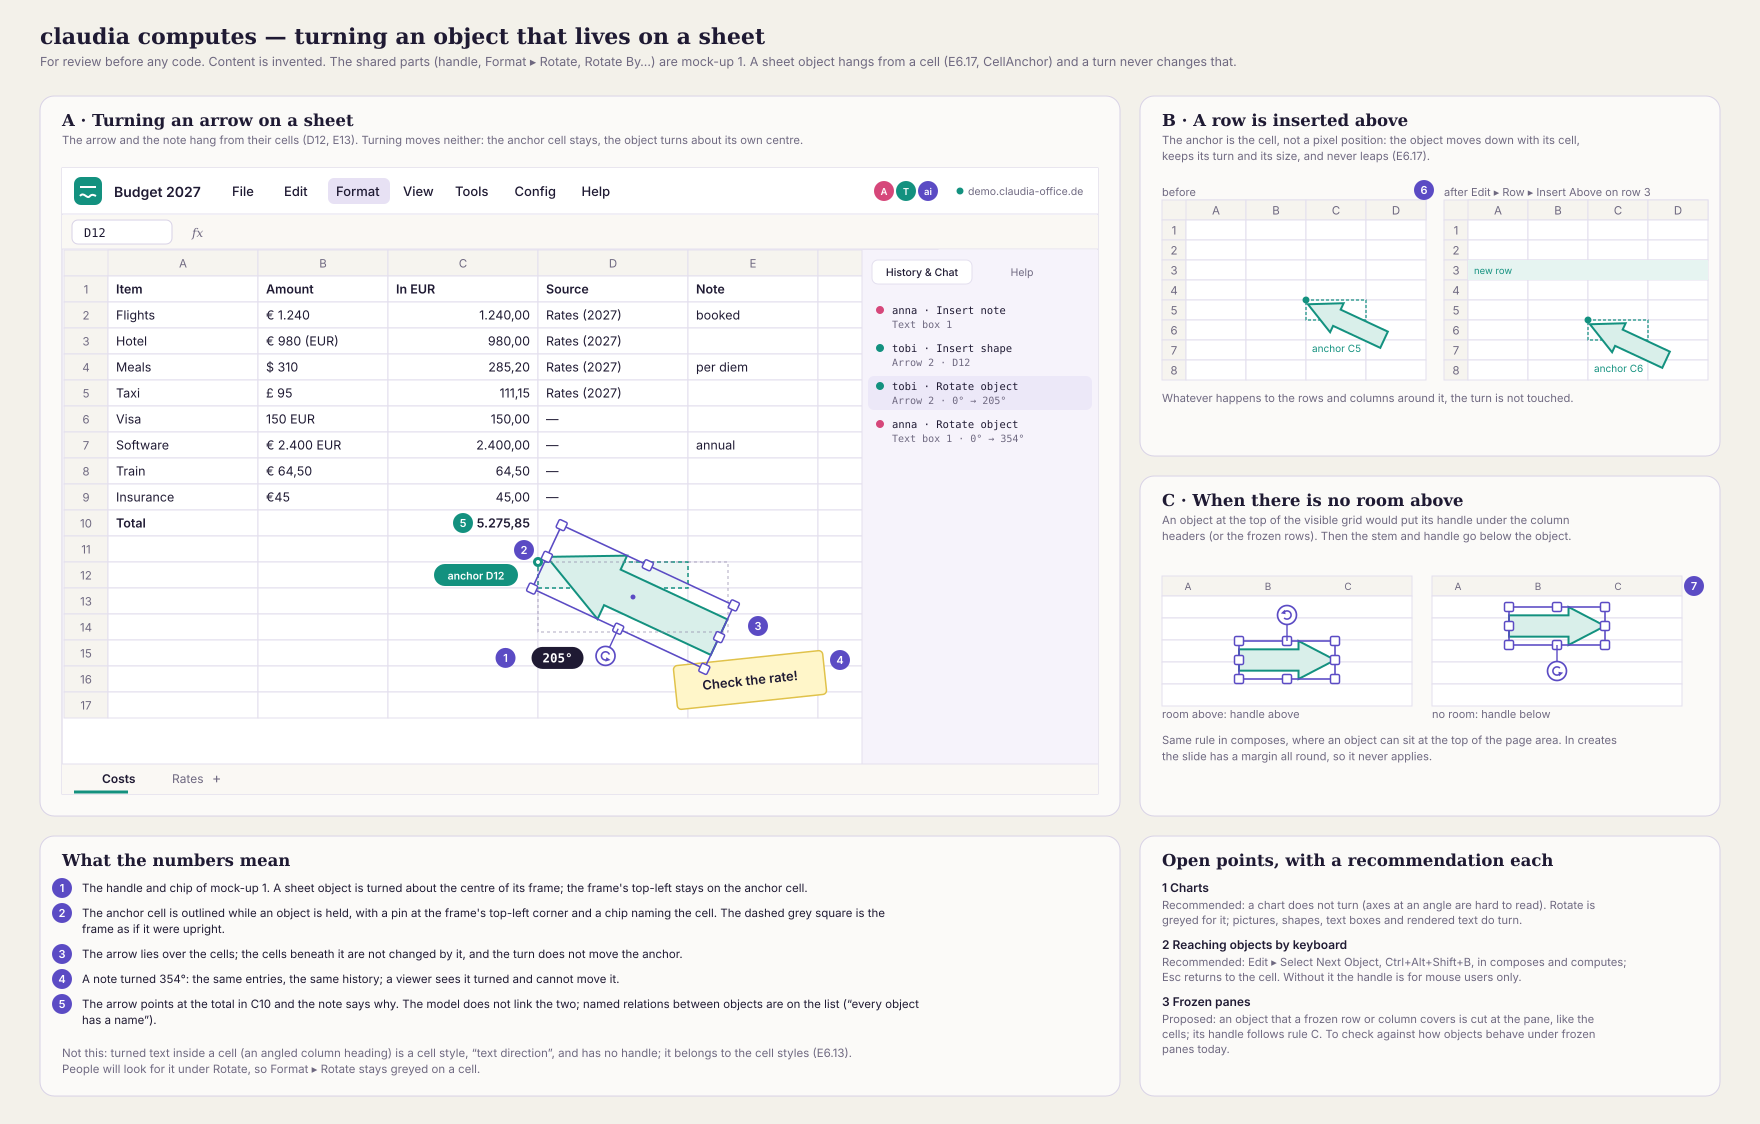 claudia computes — turning an object that lives on a sheet
For review before any code. Content is invented. The shared parts (handle, Format ▸ Rotate, Rotate By...) are mock-up 1. A sheet object hangs from a cell (E6.17, CellAnchor) and a turn never changes that.
A · Turning an arrow on a sheet
The arrow and the note hang from their cells (D12, E13). Turning moves neither: the anchor cell stays, the object turns about its own centre.
Budget 2027 File Edit Format View Tools Config Help A T ai demo.claudia-office.de
D12 fx
A B C D E
1 Item Amount In EUR Source Note
2 Flights € 1.240 1.240,00 Rates (2027) booked
3 Hotel € 980 (EUR) 980,00 Rates (2027)
4 Meals $ 310 285,20 Rates (2027) per diem
5 Taxi £ 95 111,15 Rates (2027)
6 Visa 150 EUR 150,00 —
7 Software € 2.400 EUR 2.400,00 — annual
8 Train € 64,50 64,50 —
9 Insurance €45 45,00 —
10 Total 5 5.275,85
11 2
12 anchor D12
13
14 3
15 1 205° 4
16 Check the rate!
17
History & Chat Help
anna · Insert note
Text box 1
tobi · Insert shape
Arrow 2 · D12
tobi · Rotate object
Arrow 2 · 0° → 205°
anna · Rotate object
Text box 1 · 0° → 354°
Costs Rates +
B · A row is inserted above
The anchor is the cell, not a pixel position: the object moves down with its cell,
keeps its turn and its size, and never leaps (E6.17).
before 6 after Edit ▸ Row ▸ Insert Above on row 3
A B C D
1
2
3
4
5
6
7 anchor C5
8
A B C D
1
2
3 new row
4
5
6
7
8 anchor C6
Whatever happens to the rows and columns around it, the turn is not touched.
C · When there is no room above
An object at the top of the visible grid would put its handle under the column
headers (or the frozen rows). Then the stem and handle go below the object.
A B C A B C 7
room above: handle above no room: handle below
Same rule in composes, where an object can sit at the top of the page area. In creates
the slide has a margin all round, so it never applies.
What the numbers mean
1 The handle and chip of mock-up 1. A sheet object is turned about the centre of its frame; the frame's top-left stays on the anchor cell.
2 The anchor cell is outlined while an object is held, with a pin at the frame's top-left corner and a chip naming the cell. The dashed grey square is the
frame as if it were upright.
3 The arrow lies over the cells; the cells beneath it are not changed by it, and the turn does not move the anchor.
4 A note turned 354°: the same entries, the same history; a viewer sees it turned and cannot move it.
5 The arrow points at the total in C10 and the note says why. The model does not link the two; named relations between objects are on the list (“every object
has a name”).
Not this: turned text inside a cell (an angled column heading) is a cell style, “text direction”, and has no handle; it belongs to the cell styles (E6.13).
People will look for it under Rotate, so Format ▸ Rotate stays greyed on a cell.
Open points, with a recommendation each
1 Charts
Recommended: a chart does not turn (axes at an angle are hard to read). Rotate is
greyed for it; pictures, shapes, text boxes and rendered text do turn.
2 Reaching objects by keyboard
Recommended: Edit ▸ Select Next Object, Ctrl+Alt+Shift+B, in composes and computes;
Esc returns to the cell. Without it the handle is for mouse users only.
3 Frozen panes
Proposed: an object that a frozen row or column covers is cut at the pane, like the
cells; its handle follows rule C. To check against how objects behave under frozen
panes today.